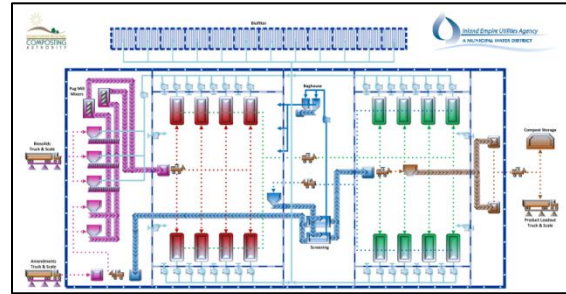 Biofilter
COMPOSTING
AUTHORITY
Inland Empire Utilities Agency
A MUNICIPAL WATER DISTRICT
Pug Mill
Mixers
Baghouse
Biosolids
Truck & Scale
Compost Storage
Product Loadout
Truck & Scale
Screening
Amendments
Truck & Scale